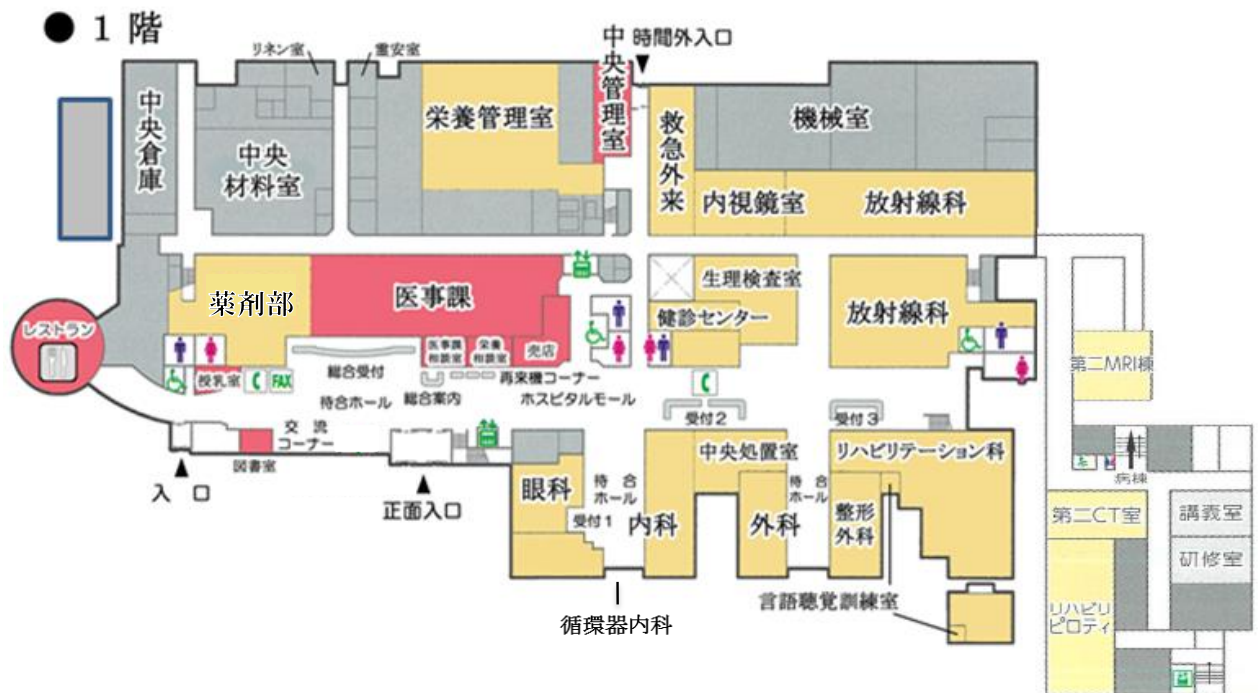 ● 1 階
リネン室
霊安室
中央管理室
時間外入口
中央倉庫
中央
材料室
栄養管理室
救急外来
機械室
内視鏡室
放射線科
薬剤部
医事課
生理検査室
健診センター
放射線科
レストラン
医事課
相談室
栄養
相談室
売店
第二MRI棟
授乳室
FAX
総合受付
総合案内
再来機コーナー
待合ホール
ホスピタルモール
受付2
受付3
交流
コーナー
図書室
入 口
正面入口
眼科
待合
ホール
受付1
内科
中央処置室
外科
待合
ホール
整形
外科
リハビリテーション科
病棟
第二CT室
講義室
研修室
リハビリ
ピロティ
言語聴覚訓練室
循環器内科